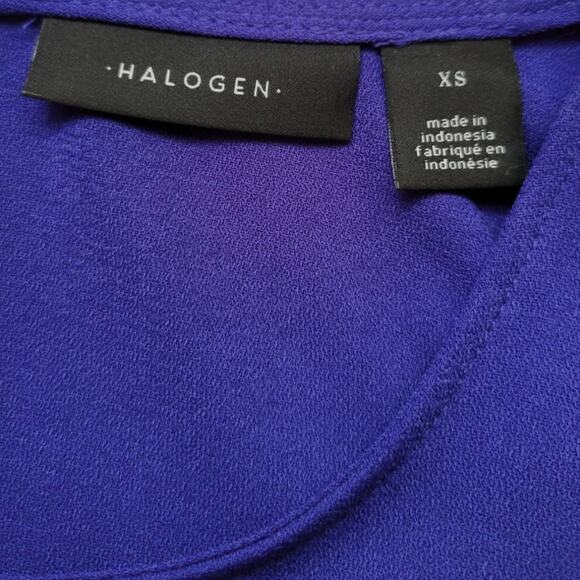 ·HALOGEN·
XS
made in
indonesia
fabriqué en
indonésie